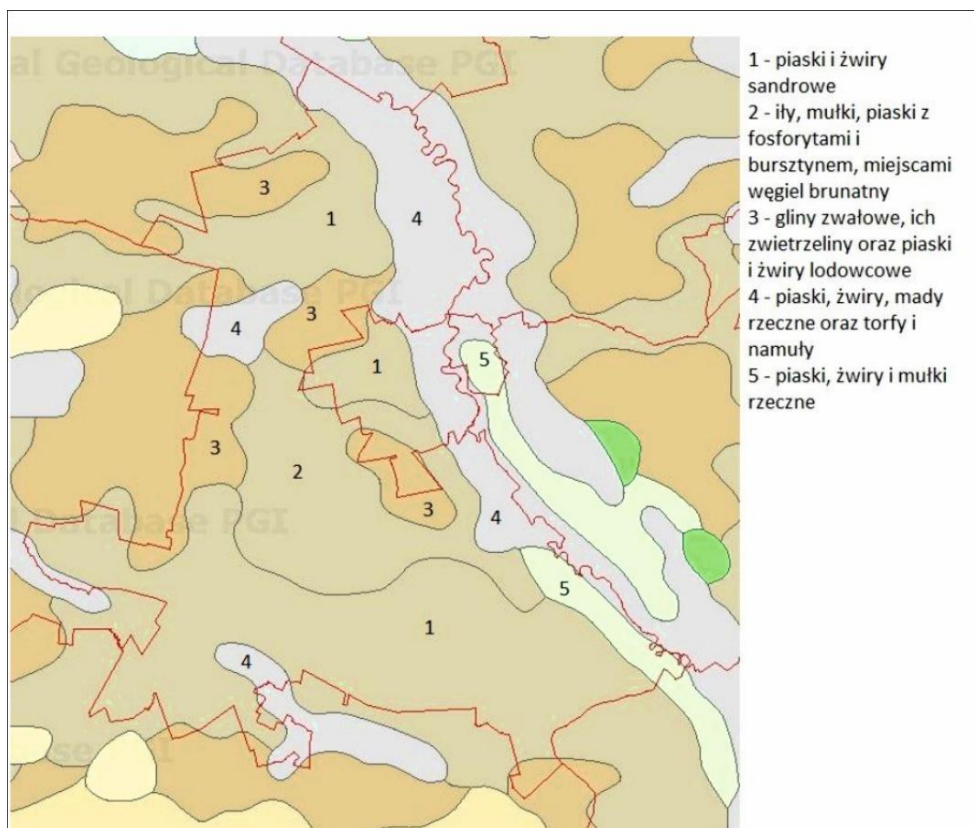 al Geological Database PGI
1 - piaski i żwiry
sandrowe
2 - iły, mułki, piaski z
fosforytami i
bursztynem, miejscami
węgiel brunatny
3 - gliny zwałowe, ich
zwietrzeliny oraz piaski
i żwiry lodowcowe
4 - piaski, żwiry, mady
rzeczne oraz torfy i
namuły
5 - piaski, żwiry i mułki
rzeczne
3
1
4
Database PGI
3
4
1
5
3
2
3
4
Database PGI
5
1
4